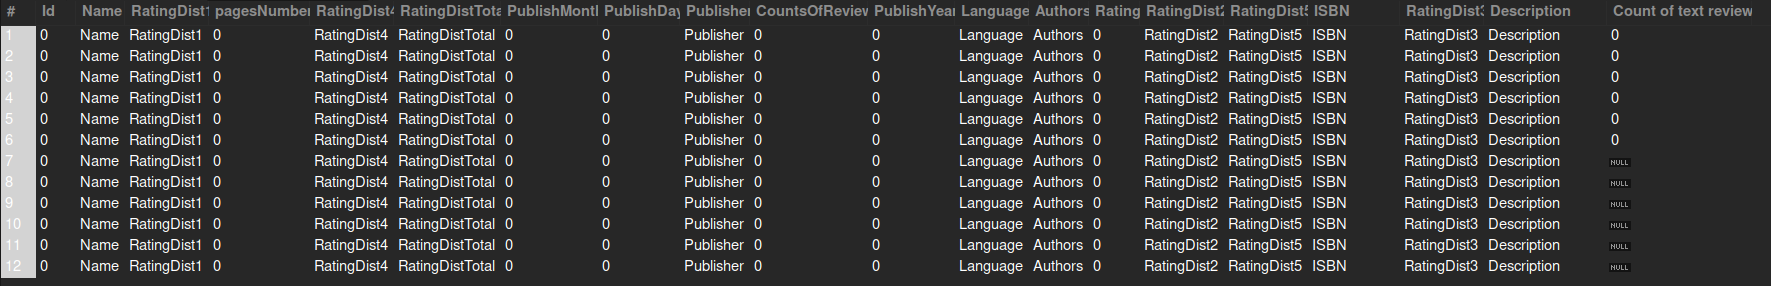 # Id Name RatingDist1 pagesNumber RatingDist4 RatingDistTota PublishMont PublishDay Publisher CountsOfReview PublishYea Language Authors Rating RatingDist2 RatingDist5 ISBN RatingDist3 Description Count of text review
1 0 Name RatingDist1 0 RatingDist4 RatingDistTotal 0 0 Publisher 0 0 Language Authors 0 RatingDist2 RatingDist5 ISBN RatingDist3 Description 0
2 0 Name RatingDist1 0 RatingDist4 RatingDistTotal 0 0 Publisher 0 0 Language Authors 0 RatingDist2 RatingDist5 ISBN RatingDist3 Description 0
3 0 Name RatingDist1 0 RatingDist4 RatingDistTotal 0 0 Publisher 0 0 Language Authors 0 RatingDist2 RatingDist5 ISBN RatingDist3 Description 0
4 0 Name RatingDist1 0 RatingDist4 RatingDistTotal 0 0 Publisher 0 0 Language Authors 0 RatingDist2 RatingDist5 ISBN RatingDist3 Description 0
5 0 Name RatingDist1 0 RatingDist4 RatingDistTotal 0 0 Publisher 0 0 Language Authors 0 RatingDist2 RatingDist5 ISBN RatingDist3 Description 0
6 0 Name RatingDist1 0 RatingDist4 RatingDistTotal 0 0 Publisher 0 0 Language Authors 0 RatingDist2 RatingDist5 ISBN RatingDist3 Description 0
7 0 Name RatingDist1 0 RatingDist4 RatingDistTotal 0 0 Publisher 0 0 Language Authors 0 RatingDist2 RatingDist5 ISBN RatingDist3 Description NULL
8 0 Name RatingDist1 0 RatingDist4 RatingDistTotal 0 0 Publisher 0 0 Language Authors 0 RatingDist2 RatingDist5 ISBN RatingDist3 Description NULL
9 0 Name RatingDist1 0 RatingDist4 RatingDistTotal 0 0 Publisher 0 0 Language Authors 0 RatingDist2 RatingDist5 ISBN RatingDist3 Description NULL
10 0 Name RatingDist1 0 RatingDist4 RatingDistTotal 0 0 Publisher 0 0 Language Authors 0 RatingDist2 RatingDist5 ISBN RatingDist3 Description NULL
11 0 Name RatingDist1 0 RatingDist4 RatingDistTotal 0 0 Publisher 0 0 Language Authors 0 RatingDist2 RatingDist5 ISBN RatingDist3 Description NULL
12 0 Name RatingDist1 0 RatingDist4 RatingDistTotal 0 0 Publisher 0 0 Language Authors 0 RatingDist2 RatingDist5 ISBN RatingDist3 Description NULL